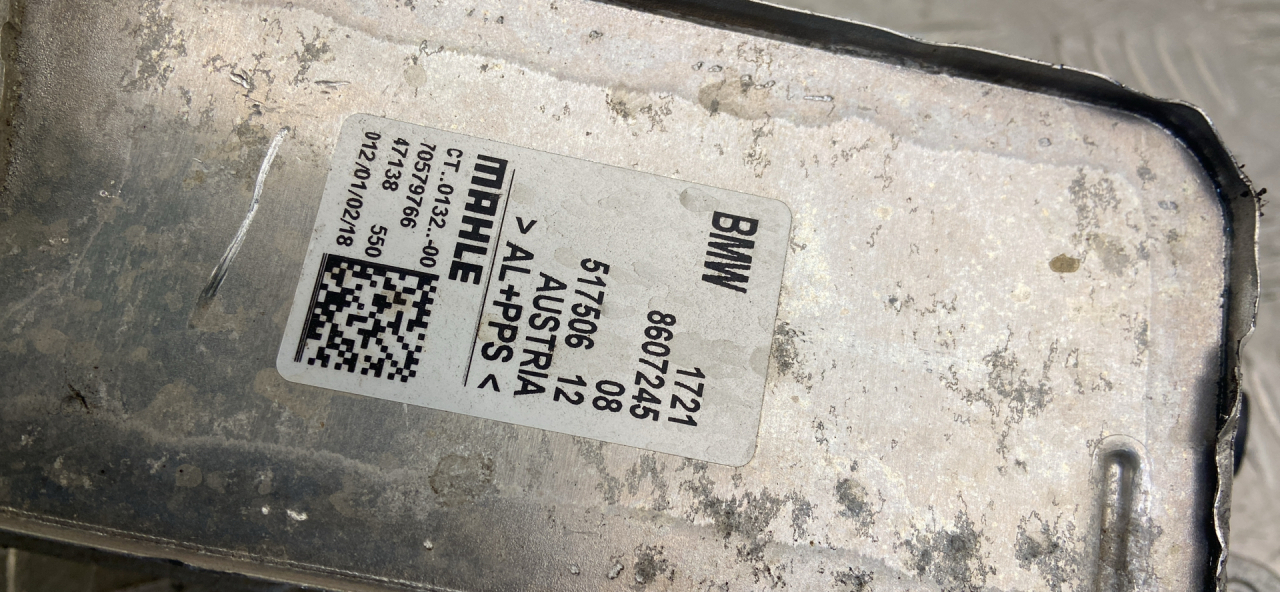 BMW
1721
8607245
08
517506 12
AUSTRIA
> AL+PPS <
MAHLE
CT..0132...-00
70579766
47138 550
012/01/02/18